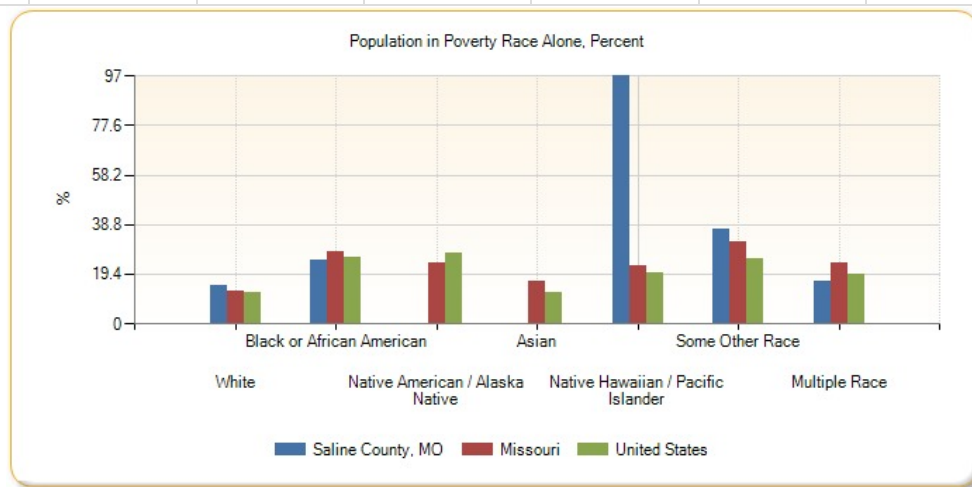 Population in Poverty Race Alone, Percent
97
77.6
58.2
38.8
19.4
0
%
Black or African American
Asian
Some Other Race
White
Native American / Alaska
Native
Native Hawaiian / Pacific
Islander
Multiple Race
Saline County, MO
Missouri
United States